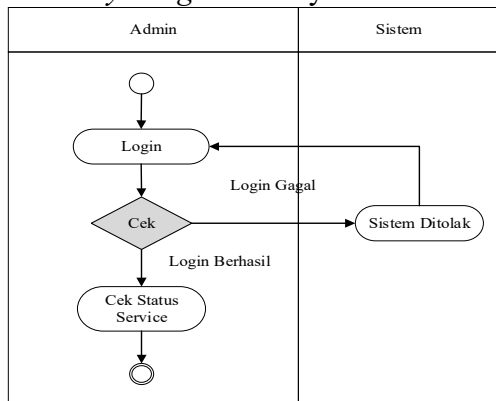 Admin
Sistem
Login
Login Gagal
Cek
Sistem Ditolak
Login Berhasil
Cek Status
Service